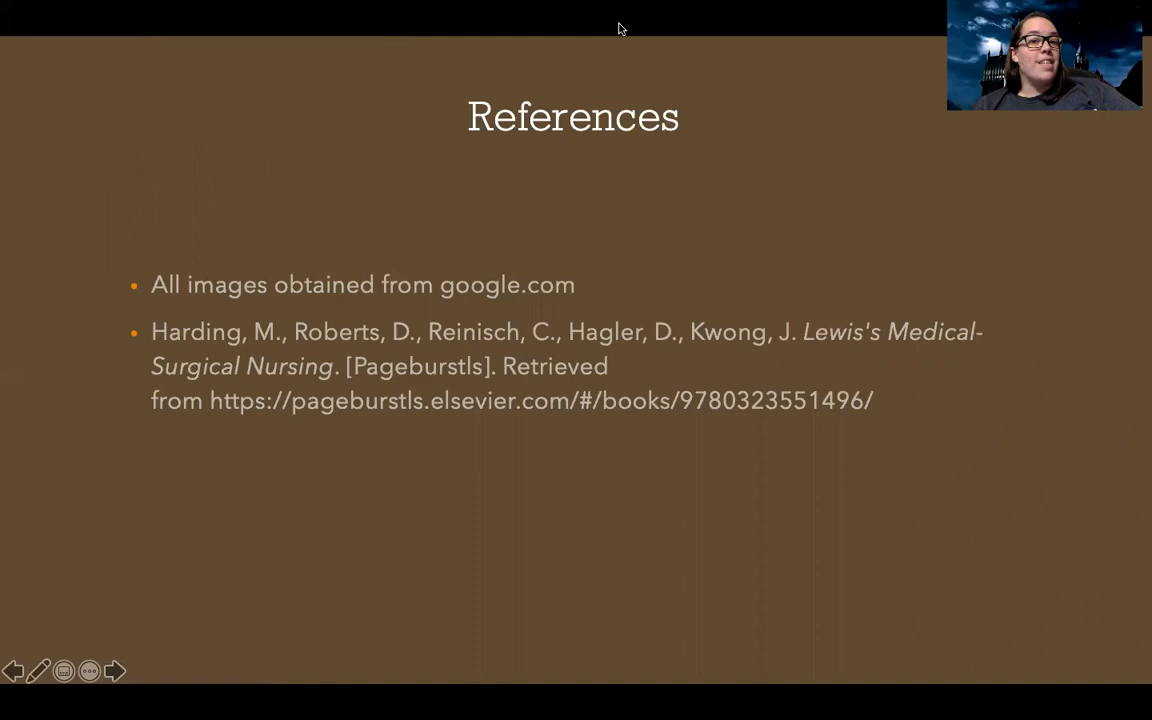 References
All images obtained from google.com
Harding, M., Roberts, D., Reinisch, C., Hagler, D., Kwong, J. Lewis's Medical-
Surgical Nursing. [Pageburstls]. Retrieved
from https://pageburstls.elsevier.com/#/books/9780323551496/